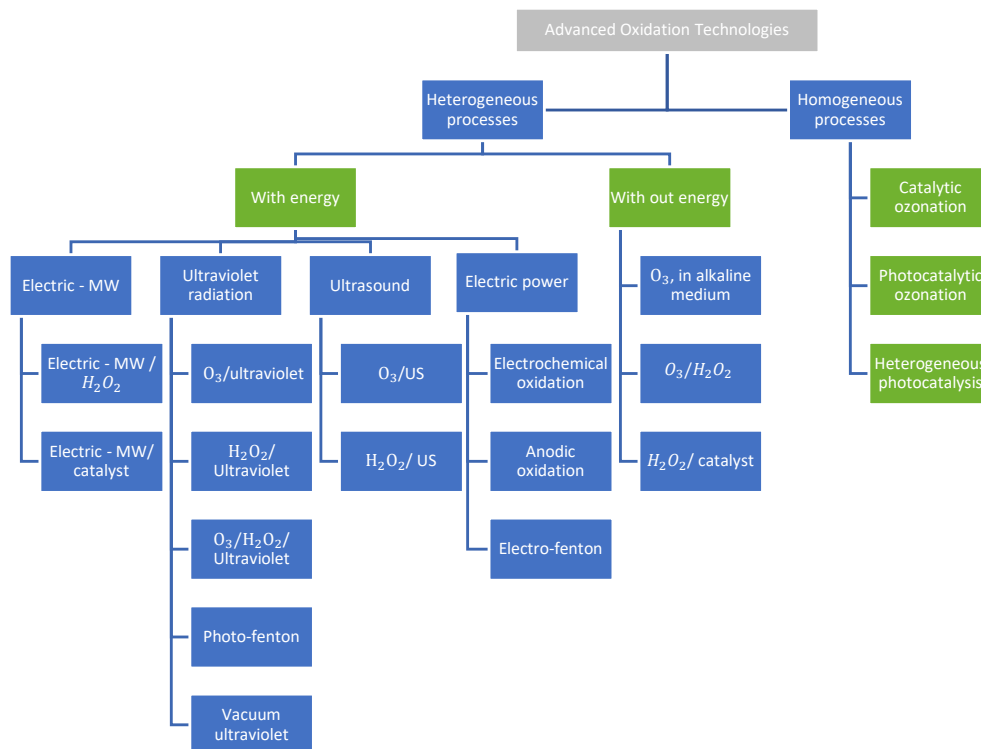 Advanced Oxidation Technologies
Heterogeneous
processes
Homogeneous
processes
With energy
With out energy
Catalytic
ozonation
Photocatalytic
ozonation
Heterogeneous
photocatalysis
Electric - MW
Ultraviolet
radiation
Ultrasound
Electric power
O₃, in alkaline
medium
Electric - MW /
H₂O₂
O₃/ultraviolet
O₃/US
Electrochemical
oxidation
O₃/H₂O₂
Electric - MW/
catalyst
H₂O₂/
Ultraviolet
H₂O₂/ US
Anodic
oxidation
H₂O₂/ catalyst
O₃/H₂O₂/
Ultraviolet
Electro-fenton
Photo-fenton
Vacuum
ultraviolet